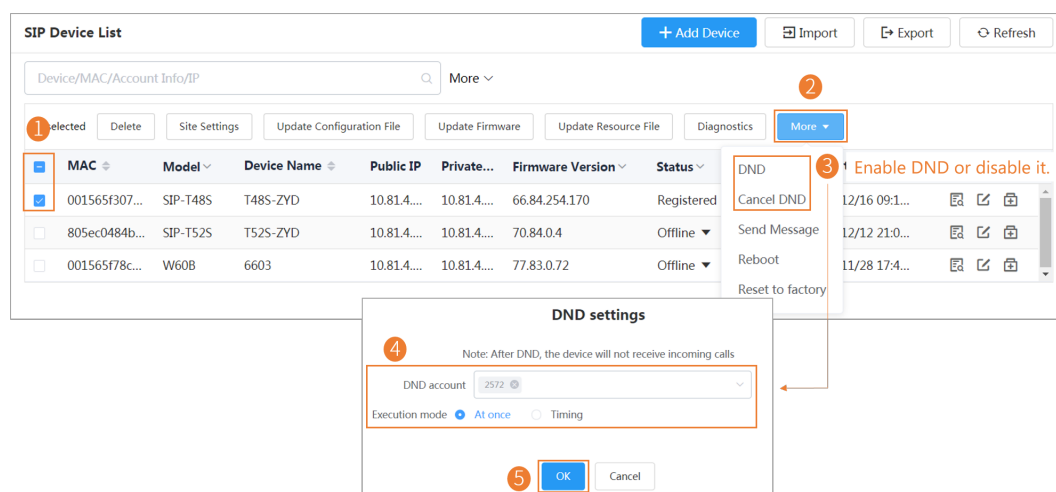 SIP Device List
+ Add Device
Import
Export
Refresh
Device/MAC/Account Info/IP
More
2
1
selected
Delete
Site Settings
Update Configuration File
Update Firmware
Update Resource File
Diagnostics
More
MAC Model Device Name Public IP Private... Firmware Version Status
001565f307... SIP-T48S T48S-ZYD 10.81.4.... 10.81.4.... 66.84.254.170 Registered 12/16 09:1...
805ec0484b... SIP-T52S T52S-ZYD 10.81.4.... 10.81.4.... 70.84.0.4 Offline 12/12 21:0...
001565f78c... W60B 6603 10.81.4.... 10.81.4.... 77.83.0.72 Offline 11/28 17:4...
DND
Cancel DND
Send Message
Reboot
Reset to factory
3 Enable DND or disable it.
DND settings
4
Note: After DND, the device will not receive incoming calls
DND account 2572
Execution mode At once Timing
5
OK
Cancel